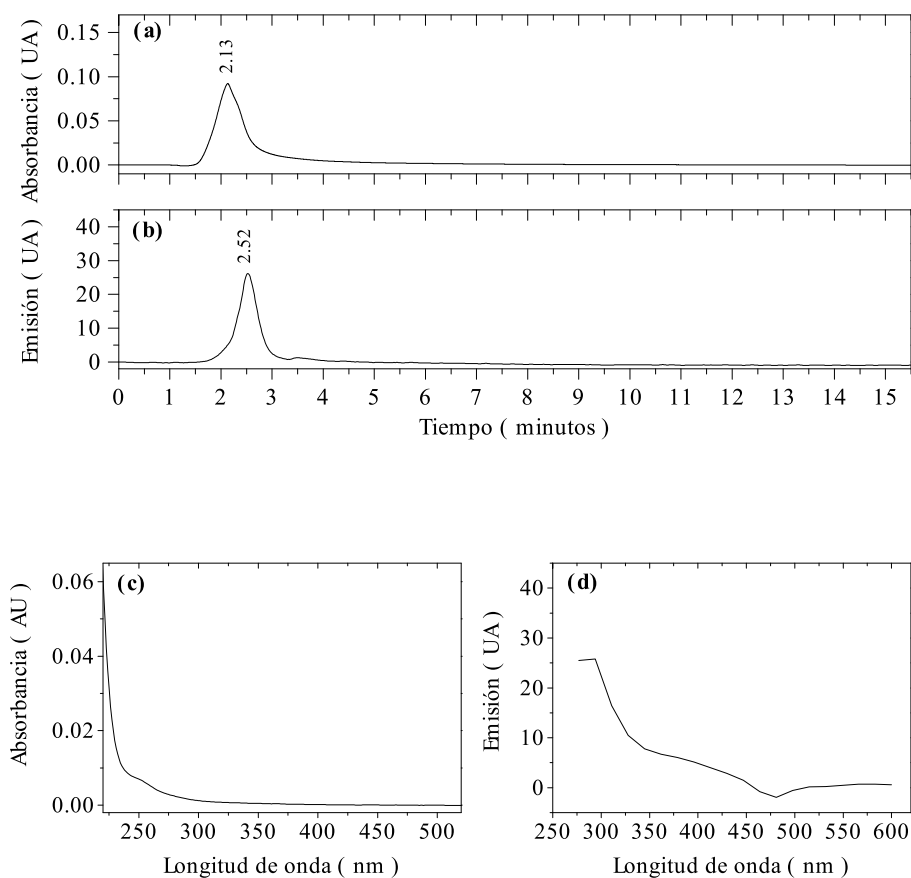 (a)
2.13
0.15
0.10
0.05
0.00
Absorbancia ( UA )
(b)
2.52
40
30
20
10
0
Emisión ( UA )
0 1 2 3 4 5 6 7 8 9 10 11 12 13 14 15
Tiempo ( minutos )
(c)
0.06
0.04
0.02
0.00
Absorbancia ( AU )
250 300 350 400 450 500
Longitud de onda ( nm )
(d)
40
30
20
10
0
Emisión ( UA )
250 300 350 400 450 500 550 600
Longitud de onda ( nm )